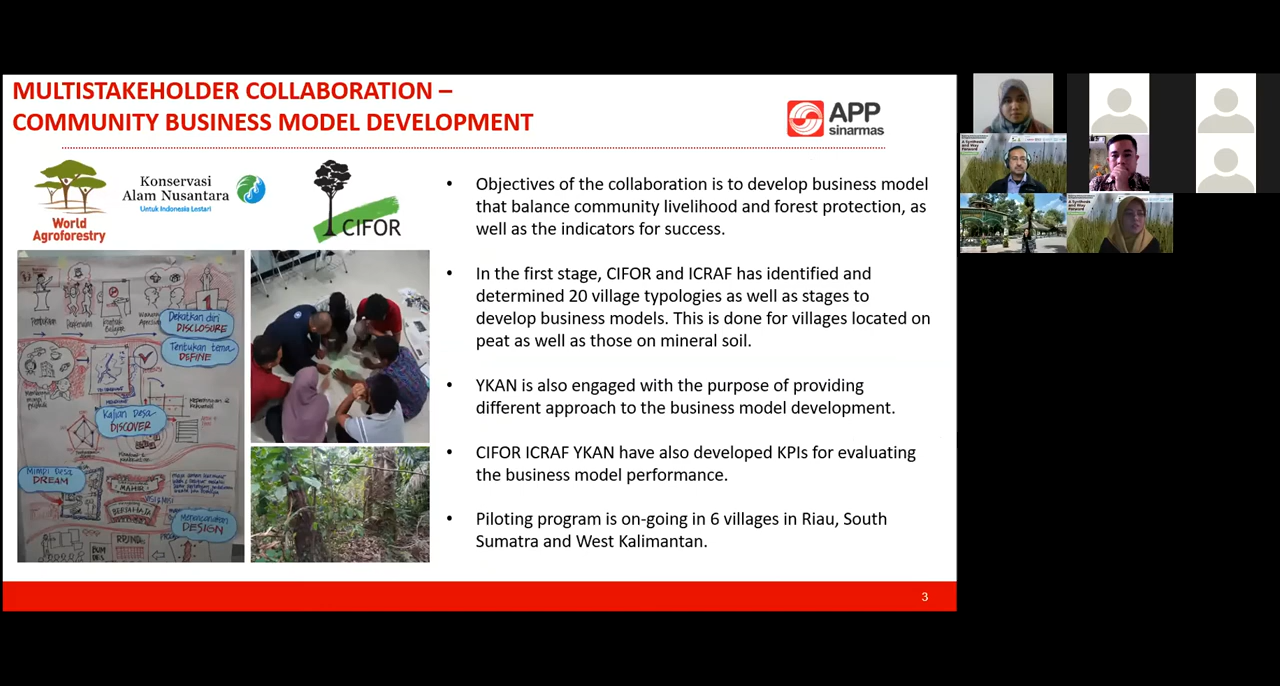 MULTISTAKEHOLDER COLLABORATION –
COMMUNITY BUSINESS MODEL DEVELOPMENT
APP
sinarmas
World
Agroforestry
Konservasi
Alam Nusantara
Untuk Indonesia Lestari
CIFOR
• Objectives of the collaboration is to develop business model
that balance community livelihood and forest protection, as
well as the indicators for success.
• In the first stage, CIFOR and ICRAF has identified and
determined 20 village typologies as well as stages to
develop business models. This is done for villages located on
peat as well as those on mineral soil.
• YKAN is also engaged with the purpose of providing
different approach to the business model development.
• CIFOR ICRAF YKAN have also developed KPIs for evaluating
the business model performance.
• Piloting program is on-going in 6 villages in Riau, South
Sumatra and West Kalimantan.
Dekatkan diri
DISCLOSURE
Tentukan tema
DEFINE
Kajian Desa
DISCOVER
Mimpi Desa
DREAM
MAHIR
BERSAHAJA
Merencanakan
DESIGN
3
A Synthesis
and Way
Forward